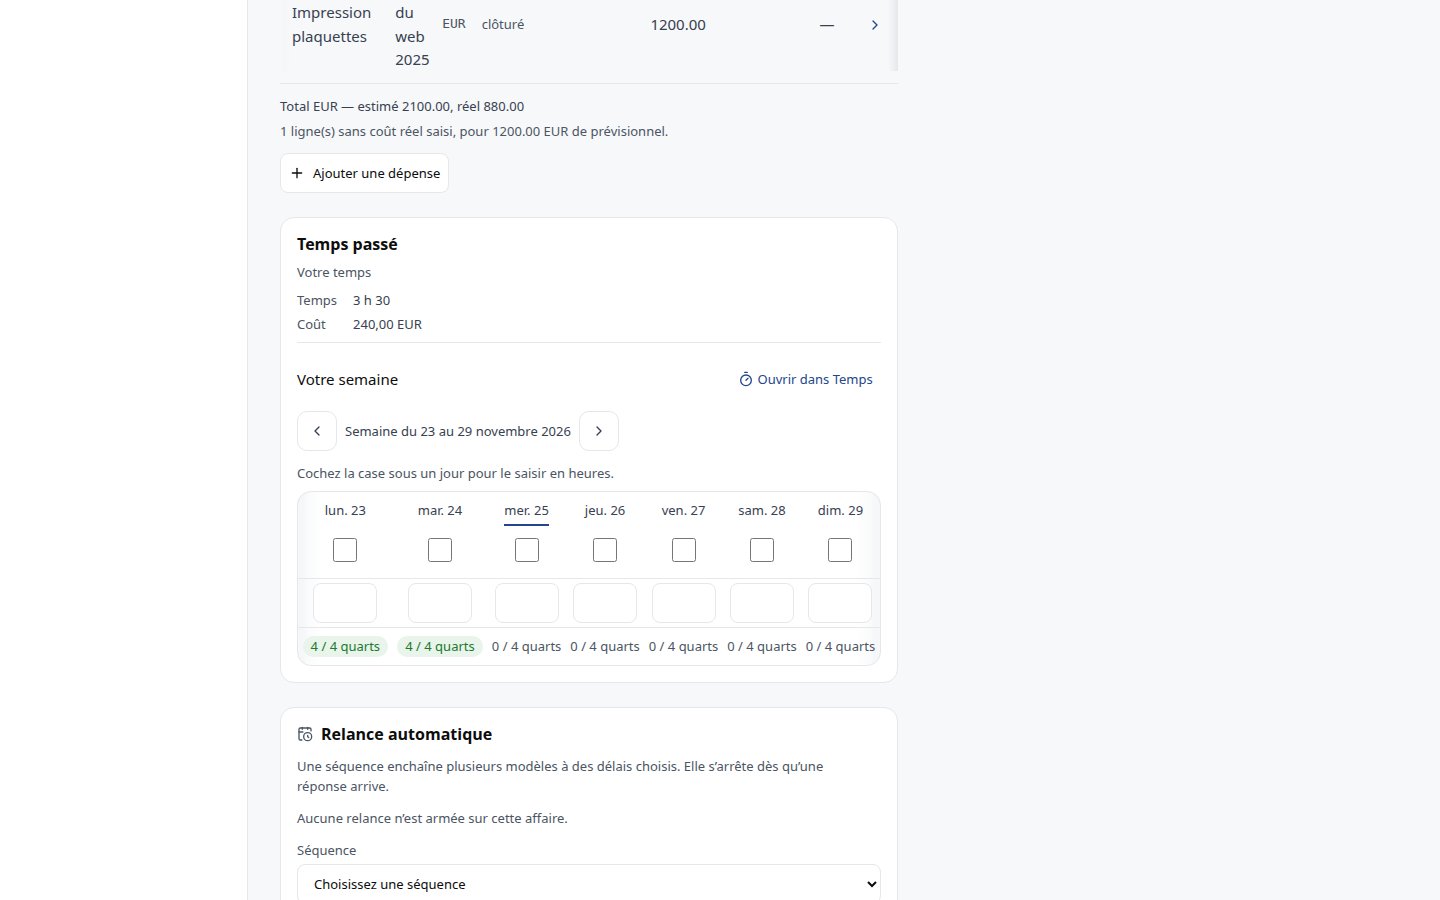 Impression plaquettes
du web 2025
EUR
clôturé
1200.00
—
Total EUR — estimé 2100.00, réel 880.00
1 ligne(s) sans coût réel saisi, pour 1200.00 EUR de prévisionnel.
Ajouter une dépense
Temps passé
Votre temps
Temps 3 h 30
Coût 240,00 EUR
Votre semaine
Ouvrir dans Temps
Semaine du 23 au 29 novembre 2026
Cochez la case sous un jour pour le saisir en heures.
lun. 23 mar. 24 mer. 25 jeu. 26 ven. 27 sam. 28 dim. 29
4 / 4 quarts 4 / 4 quarts 0 / 4 quarts 0 / 4 quarts 0 / 4 quarts 0 / 4 quarts 0 / 4 quarts
Relance automatique
Une séquence enchaîne plusieurs modèles à des délais choisis. Elle s’arrête dès qu’une
réponse arrive.
Aucune relance n’est armée sur cette affaire.
Séquence
Choisissez une séquence